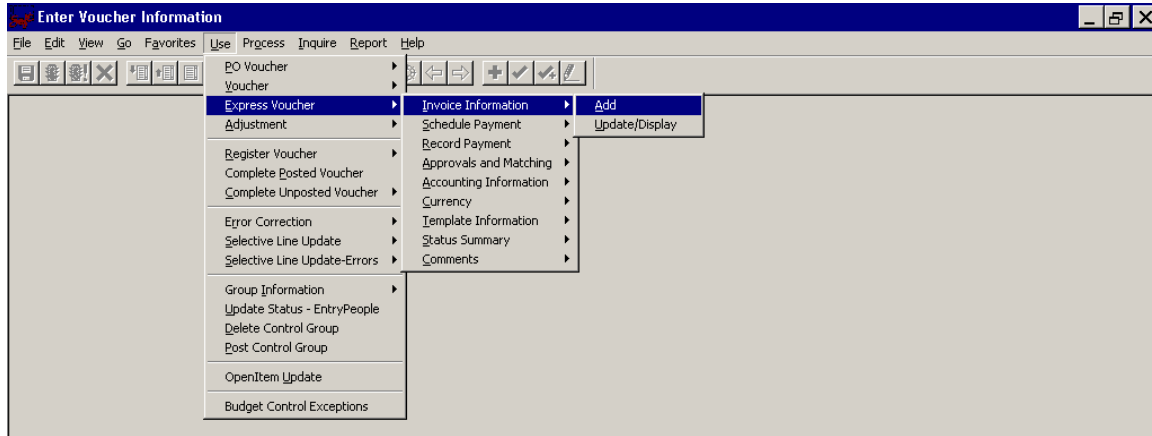 Enter Voucher Information
File Edit View Go Favorites Use Process Inquire Report Help
PO Voucher
Voucher
Express Voucher
Adjustment
Register Voucher
Complete Posted Voucher
Complete Unposted Voucher
Error Correction
Selective Line Update
Selective Line Update-Errors
Group Information
Update Status - EntryPeople
Delete Control Group
Post Control Group
OpenItem Update
Budget Control Exceptions
Invoice Information
Schedule Payment
Record Payment
Approvals and Matching
Accounting Information
Currency
Template Information
Status Summary
Comments
Add
Update/Display